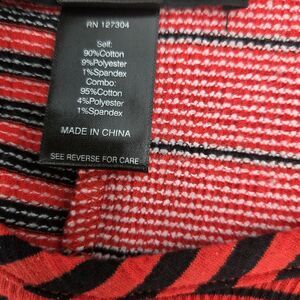 RN 127304
Self:
90%Cotton
9%Polyester
1%Spandex
Combo:
95%Cotton
4%Polyester
1%Spandex
MADE IN CHINA
SEE REVERSE FOR CARE